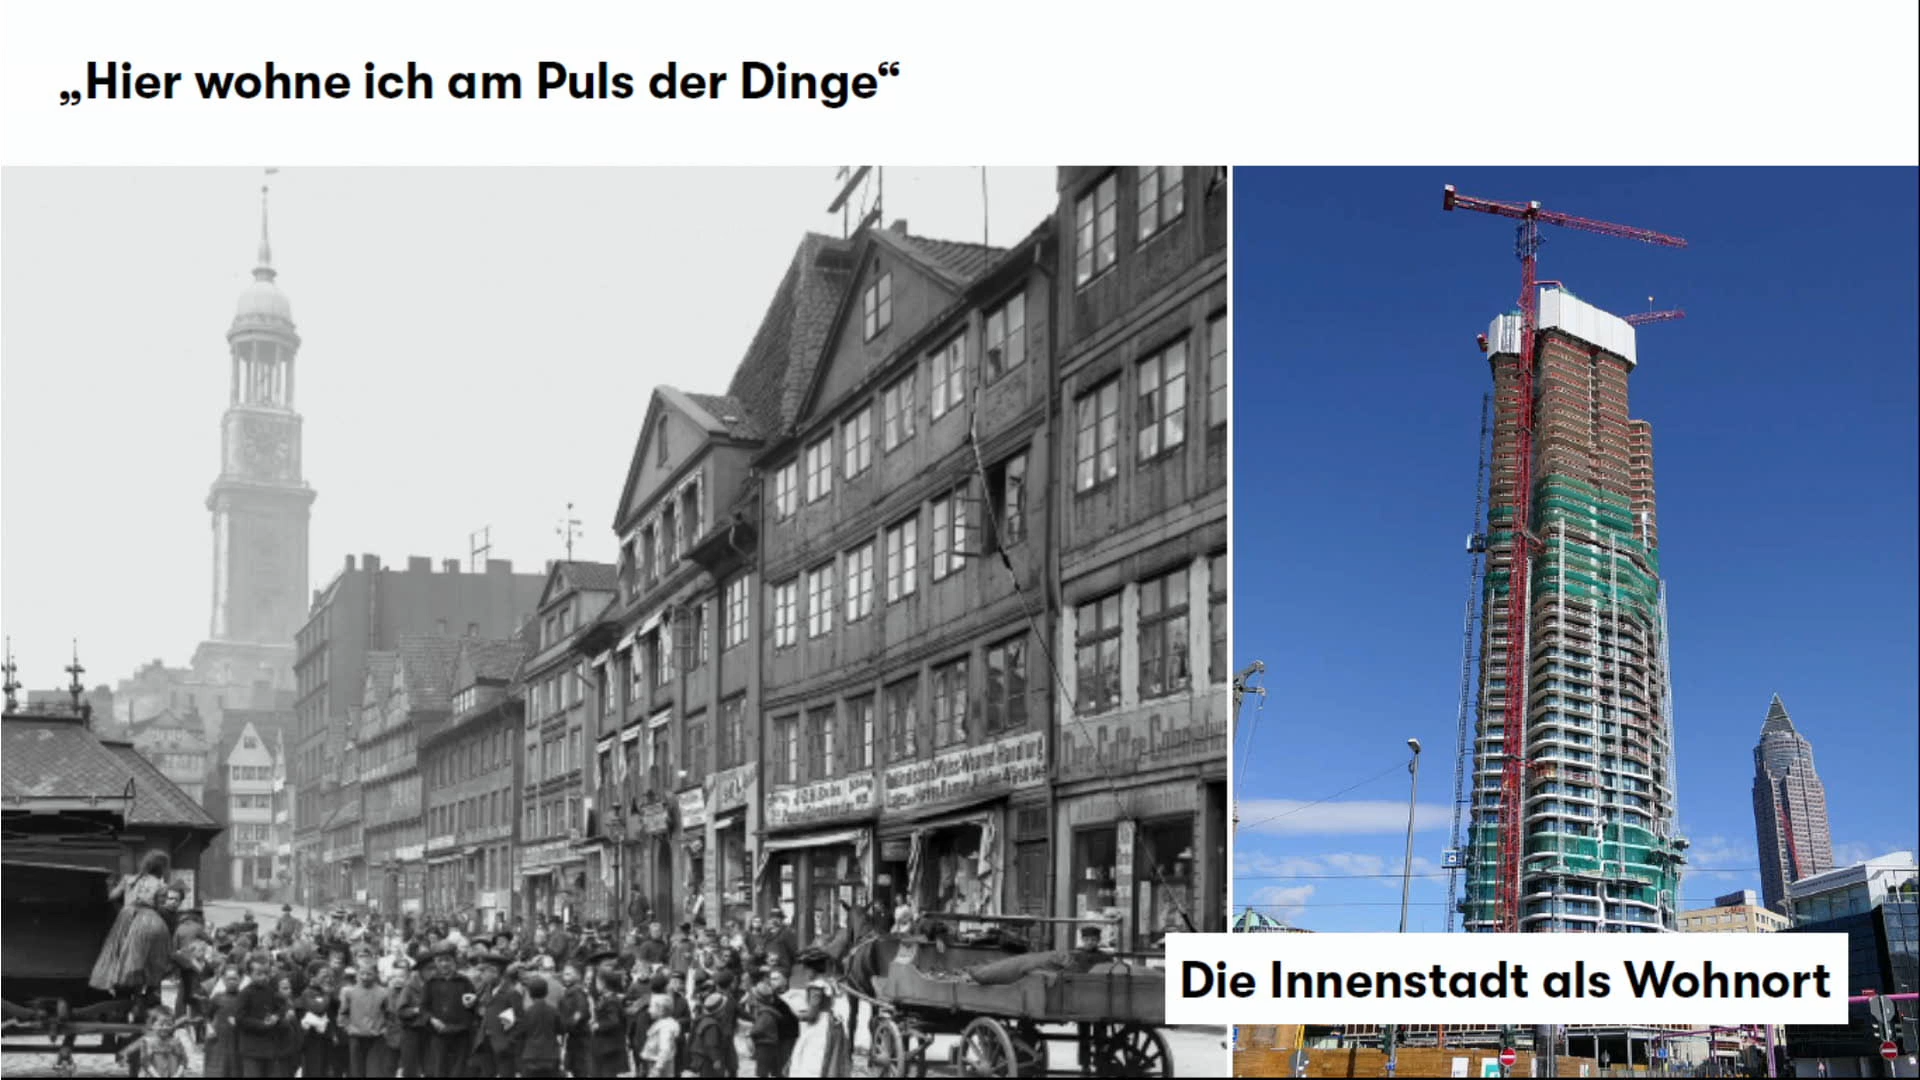 „Hier wohne ich am Puls der Dinge“
Die Innenstadt als Wohnort